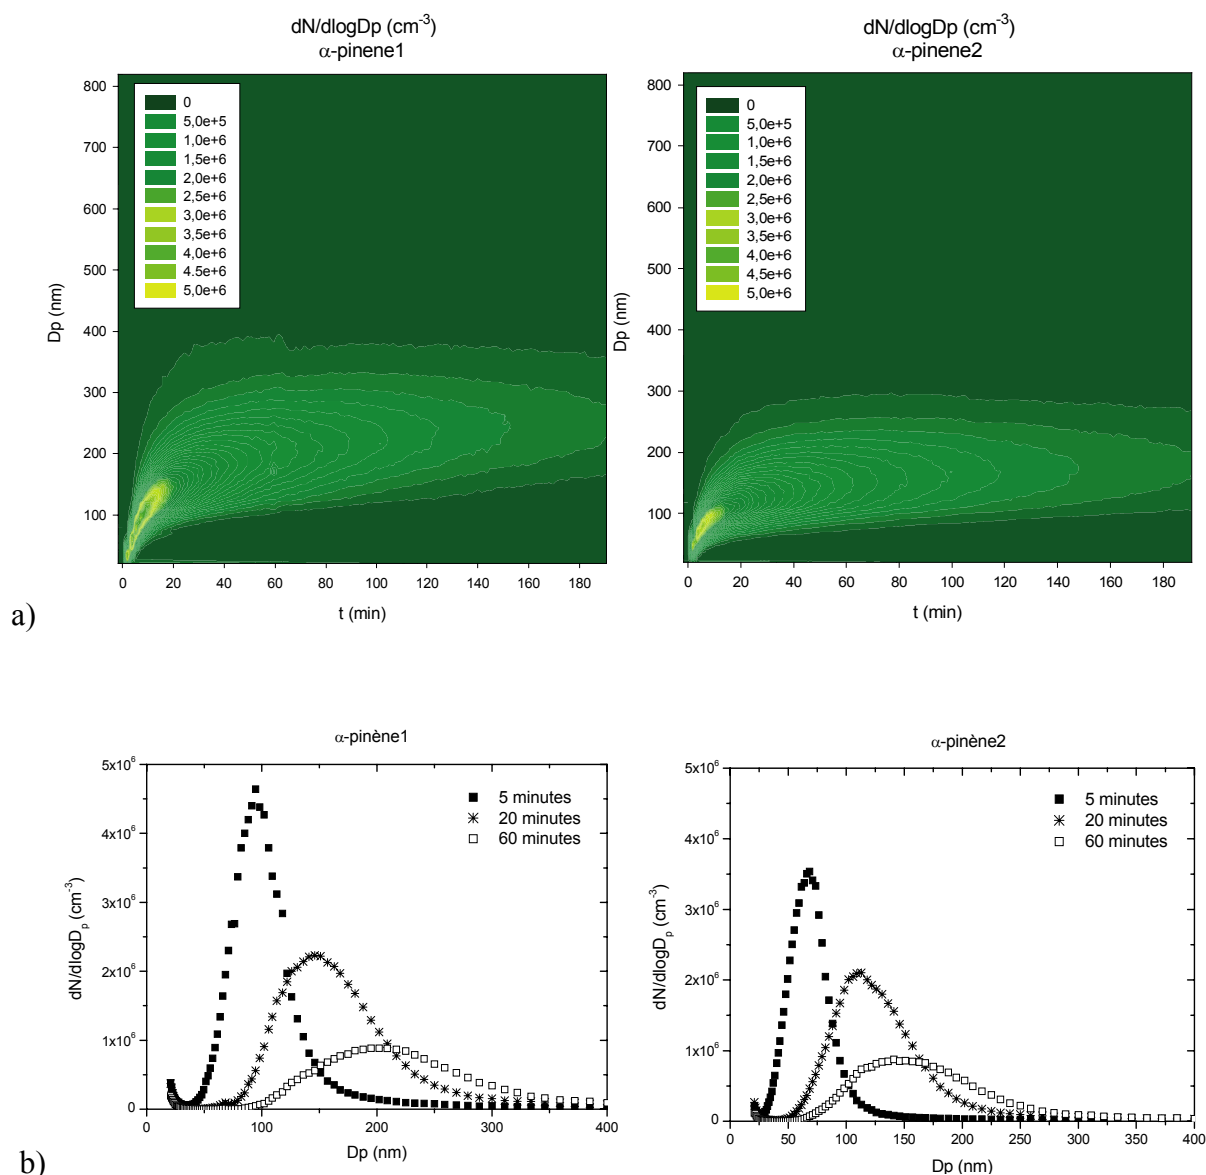 dN/dlogDp (cm-3)
α-pinene1
800
700
600
500
400
300
200
100
Dp (nm)
0
5,0e+5
1,0e+6
1,5e+6
2,0e+6
2,5e+6
3,0e+6
3,5e+6
4,0e+6
4,5e+6
5,0e+6
0 20 40 60 80 100 120 140 160 180
t (min)
dN/dlogDp (cm-3)
α-pinene2
800
700
600
500
400
300
200
100
Dp (nm)
0
5,0e+5
1,0e+6
1,5e+6
2,0e+6
2,5e+6
3,0e+6
3,5e+6
4,0e+6
4,5e+6
5,0e+6
0 20 40 60 80 100 120 140 160 180
t (min)
a)
α-pinène1
5x10^6
4x10^6
3x10^6
2x10^6
1x10^6
0
dN/dlogDp (cm-3)
5 minutes
20 minutes
60 minutes
0 100 200 300 400
Dp (nm)
α-pinène2
5x10^6
4x10^6
3x10^6
2x10^6
1x10^6
0
dN/dlogDp (cm-3)
5 minutes
20 minutes
60 minutes
0 50 100 150 200 250 300 350 400
Dp (nm)
b)